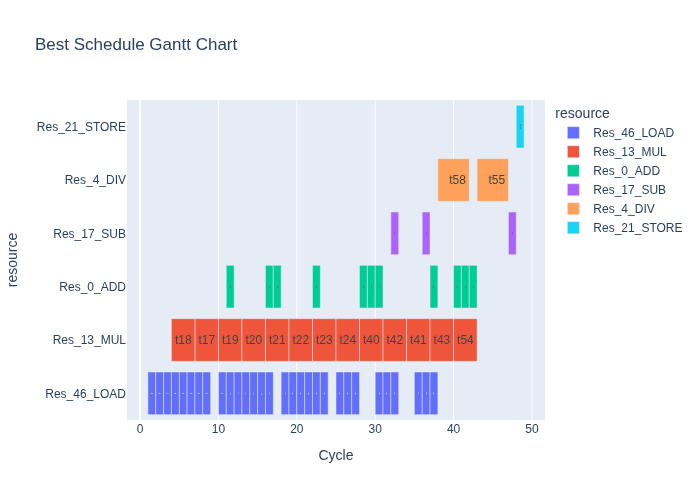 Best Schedule Gantt Chart
resource
Res_46_LOAD
Res_13_MUL
Res_0_ADD
Res_17_SUB
Res_4_DIV
Res_21_STORE
Res_21_STORE
Res_4_DIV
t58 t55
Res_17_SUB
Res_0_ADD
Res_13_MUL
t18 t17 t19 t20 t21 t22 t23 t24 t40 t42 t41 t43 t54
Res_46_LOAD
0 10 20 30 40 50
Cycle
resource